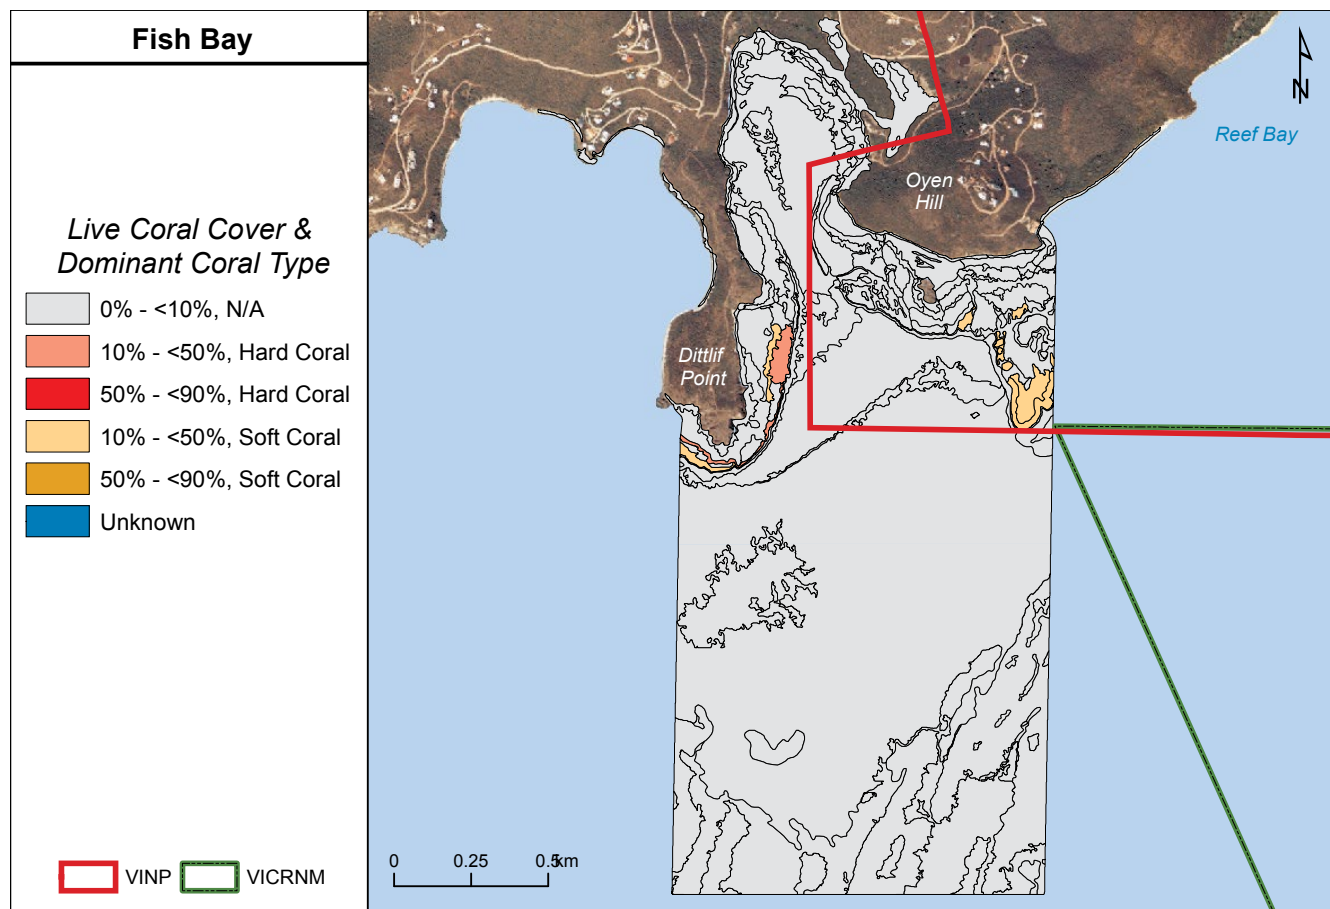 Fish Bay
Live Coral Cover &
Dominant Coral Type
0% - <10%, N/A
10% - <50%, Hard Coral
50% - <90%, Hard Coral
10% - <50%, Soft Coral
50% - <90%, Soft Coral
Unknown
VINP
VICRNM
N
Reef Bay
Oyen
Hill
Dittlif
Point
0 0.25 0.5km